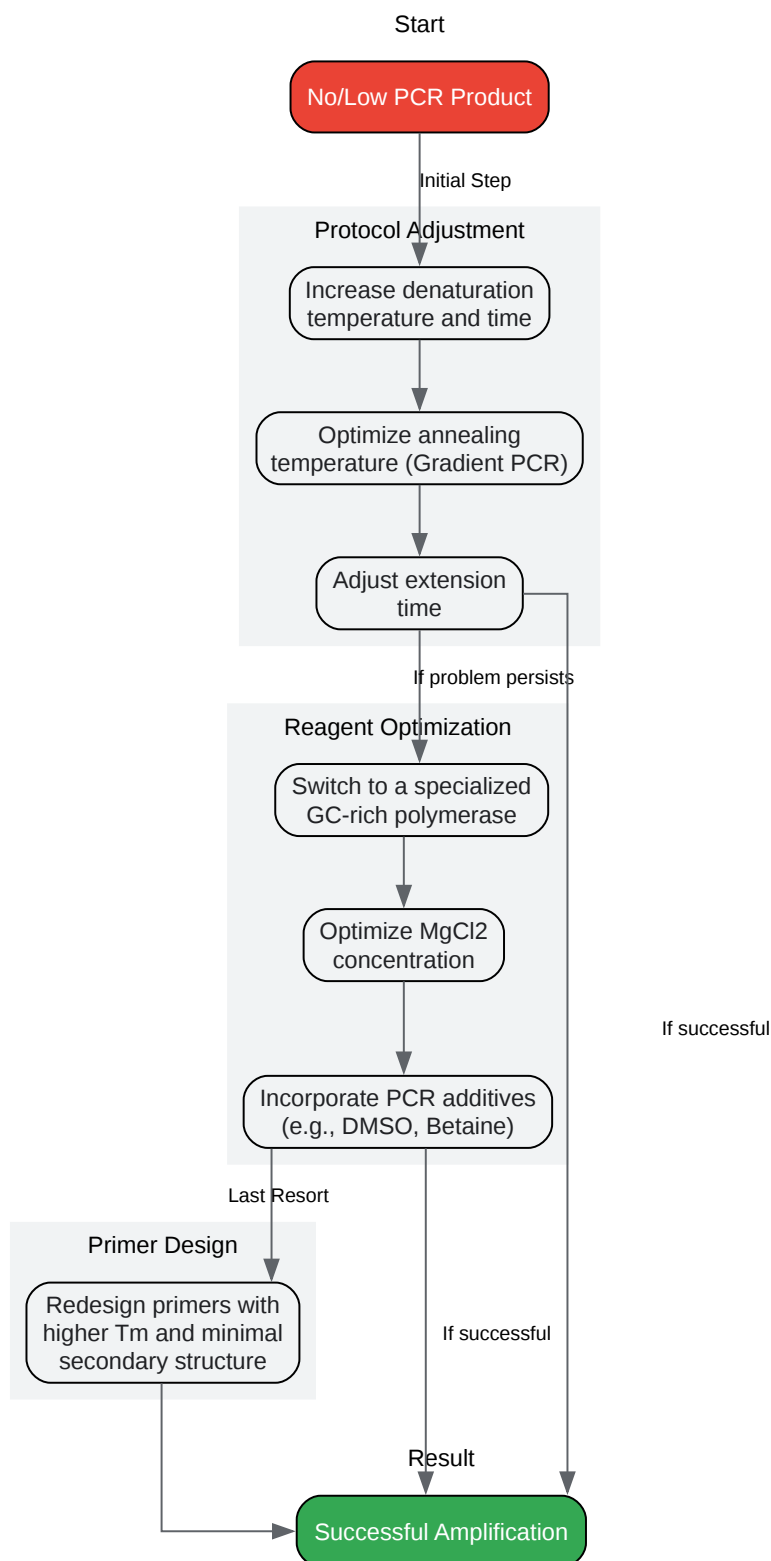 Start
No/Low PCR Product
Initial Step
Protocol Adjustment
Increase denaturation
temperature and time
Optimize annealing
temperature (Gradient PCR)
Adjust extension
time
If problem persists
Reagent Optimization
Switch to a specialized
GC-rich polymerase
Optimize MgCl2
concentration
If successful
Incorporate PCR additives
(e.g., DMSO, Betaine)
Last Resort
Primer Design
Redesign primers with
higher Tm and minimal
secondary structure
If successful
Result
Successful Amplification